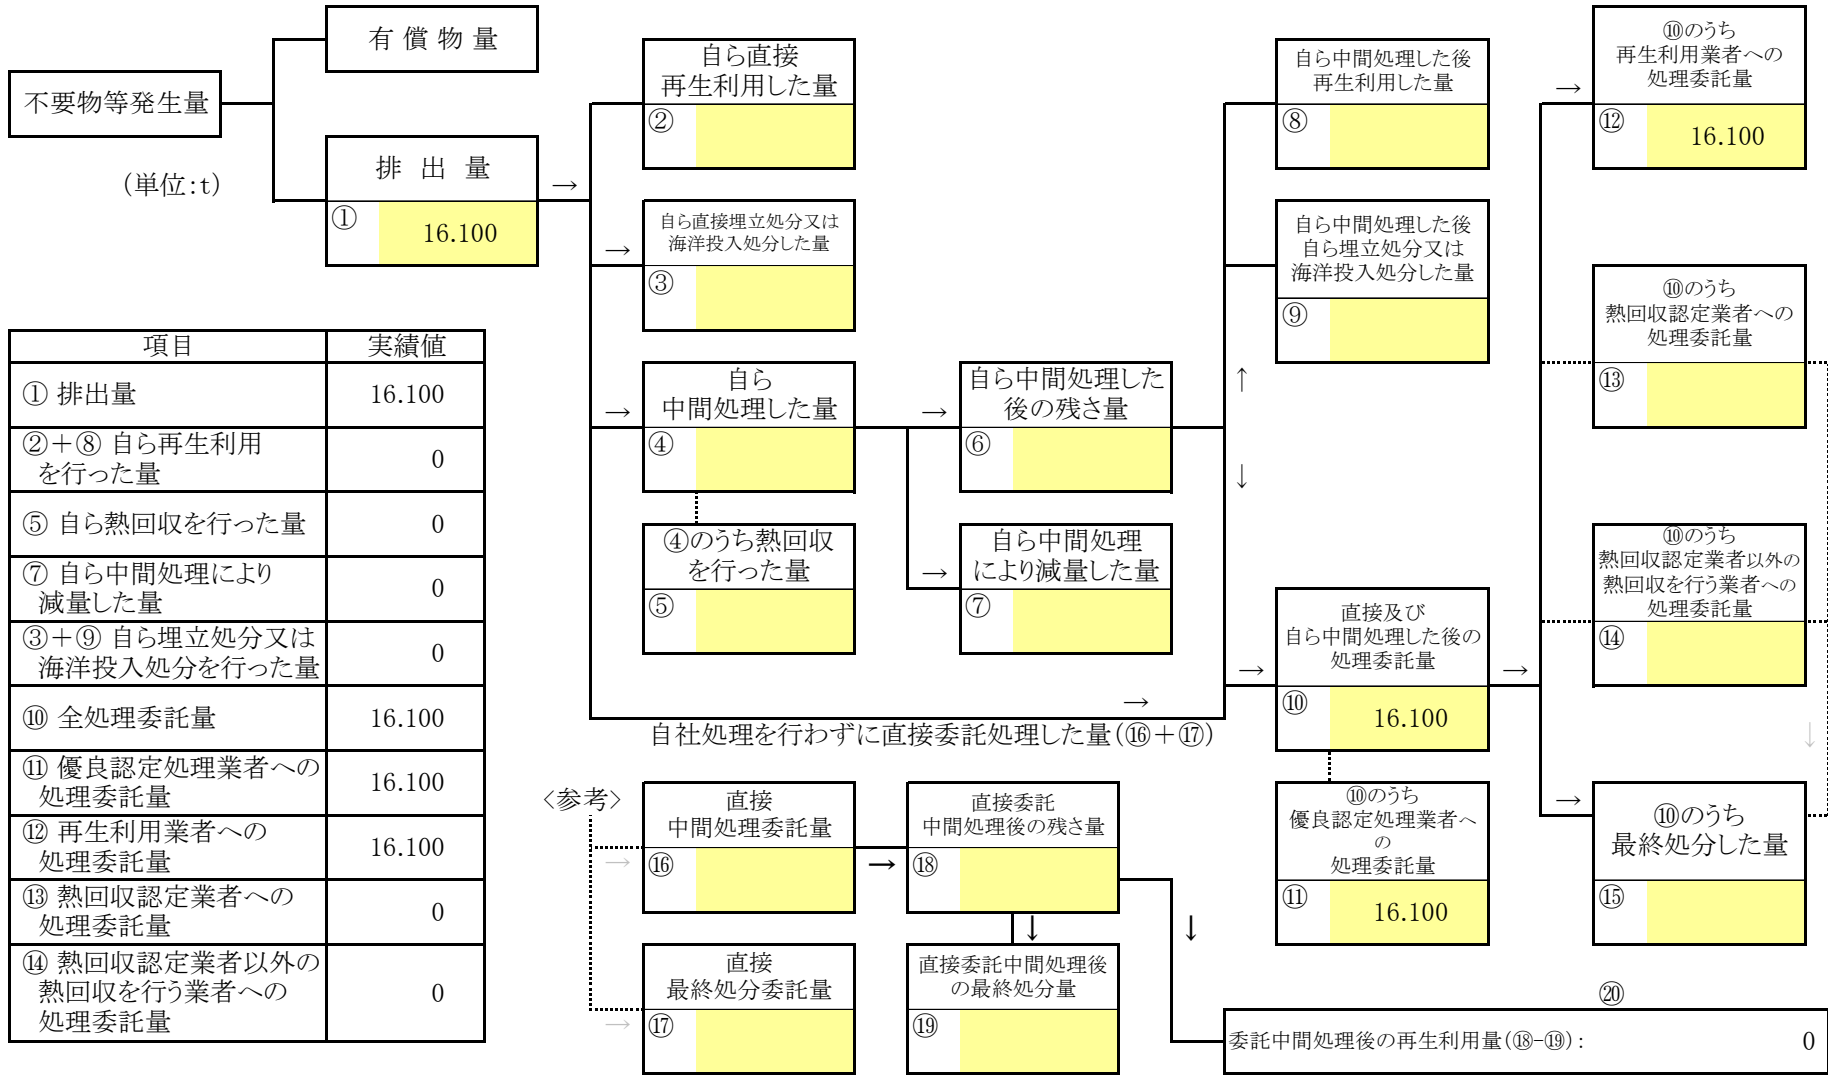 有 償 物 量
不要物等発生量
(単位:t)
排 出 量
→
①
16.100
自ら直接
再生利用した量
②
→
自ら直接埋立処分又は
海洋投入処分した量
③
→
自ら
中間処理した量
④
④のうち熱回収
を行った量
⑤
→
自ら中間処理した
後の残さ量
⑥
→
自ら中間処理
により減量した量
⑦
自ら中間処理した後
再生利用した量
⑧
自ら中間処理した後
自ら埋立処分又は
海洋投入処分した量
⑨
↑
↓
→
自社処理を行わずに直接委託処理した量(⑯+⑰)
→
直接及び
自ら中間処理した後の
処理委託量
⑩
16.100
→
⑩のうち
優良認定処理業者へ
の
処理委託量
⑪
16.100
→
⑩のうち
再生利用業者への
処理委託量
⑫
16.100
⑩のうち
熱回収認定業者への
処理委託量
⑬
⑩のうち
熱回収認定業者以外の
熱回収を行う業者への
処理委託量
⑭
↓
→
⑩のうち
最終処分した量
⑮
項目 実績値
① 排出量 16.100
②+⑧ 自ら再生利用
を行った量 0
⑤ 自ら熱回収を行った量 0
⑦ 自ら中間処理により
減量した量 0
③+⑨ 自ら埋立処分又は
海洋投入処分を行った量 0
⑩ 全処理委託量 16.100
⑪ 優良認定処理業者への
処理委託量 16.100
⑫ 再生利用業者への
処理委託量 16.100
⑬ 熱回収認定業者への
処理委託量 0
⑭ 熱回収認定業者以外の
熱回収を行う業者への
処理委託量 0
〈参考〉
→
直接
中間処理委託量
⑯
→
直接委託
中間処理後の残さ量
⑱
↓
↓
→
直接
最終処分委託量
⑰
直接委託中間処理後
の最終処分量
⑲
⑳
委託中間処理後の再生利用量(⑱-⑲): 0